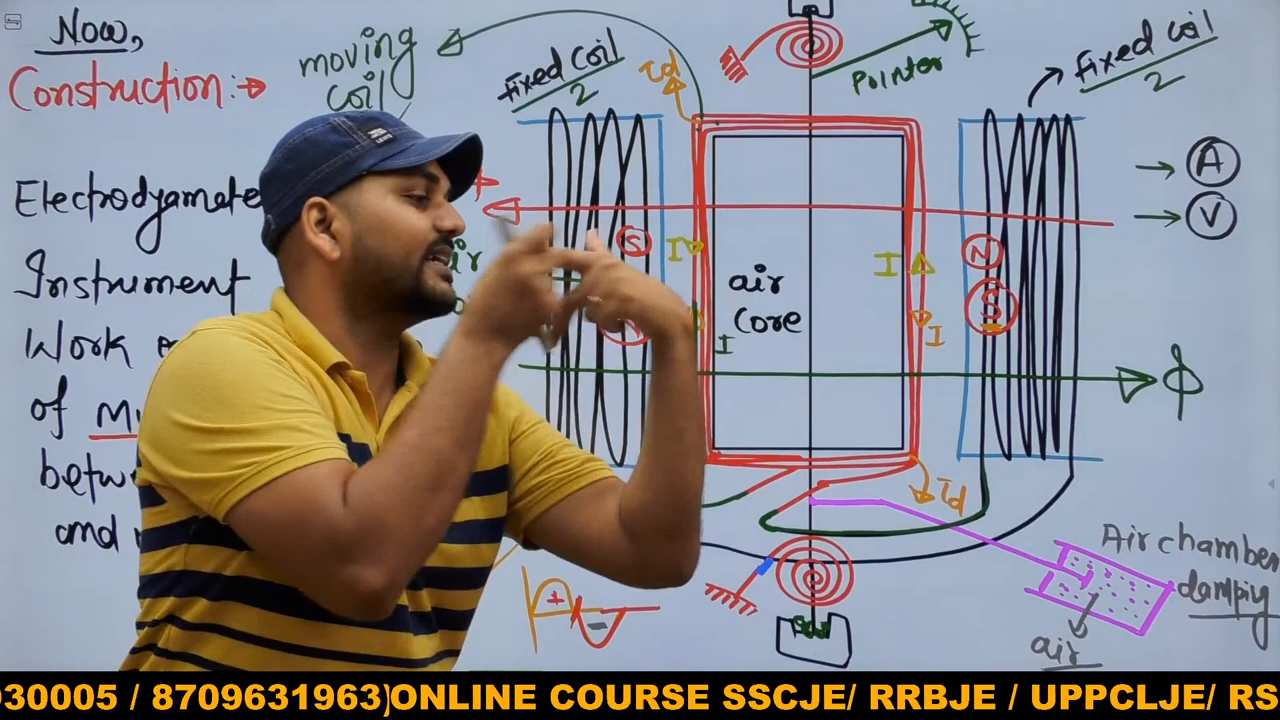 Now,
Construction:→
moving
coil
Electrodyamete
Instrument
Work
of M
betw
and
fixed coil
2
Td
Pointer
fixed coil
2
A
V
S
N
S
I
I
I
I
air
core
ϕ
Td
+
-
Air chamber
damping
air
930005 / 8709631963)ONLINE COURSE SSCJE/ RRBJE / UPPCLJE/ RS